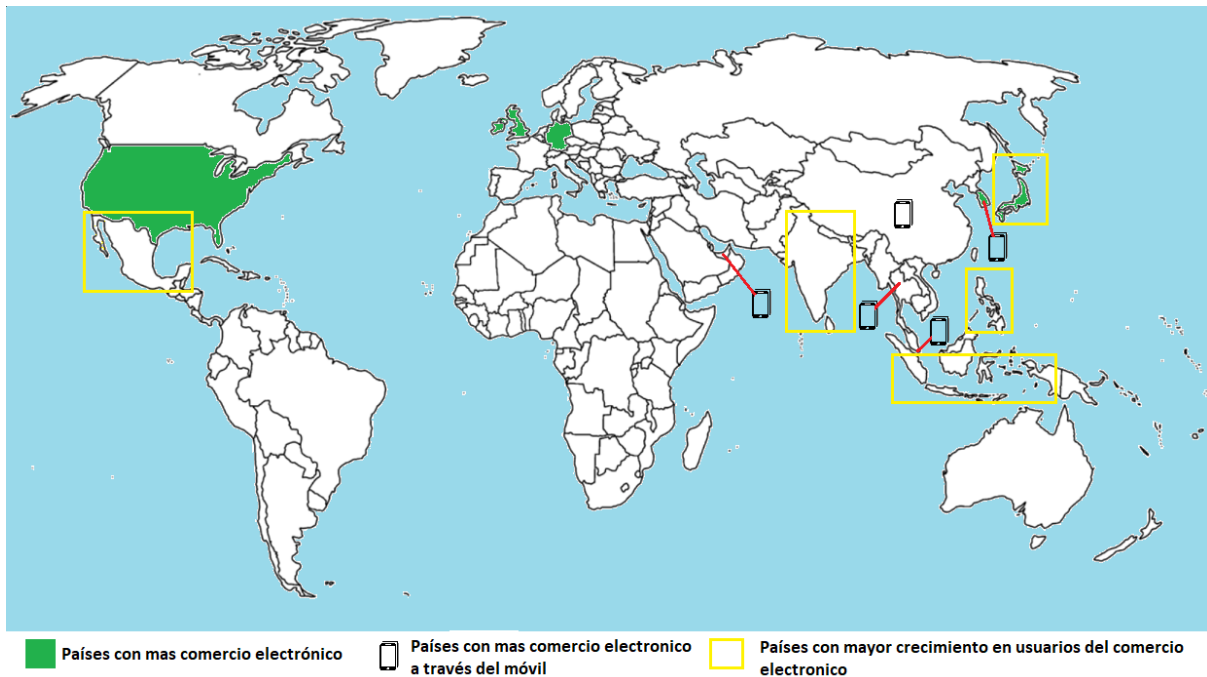 Países con mas comercio electrónico
Países con mas comercio electronico
a través del móvil
Países con mayor crecimiento en usuarios del comercio
electronico